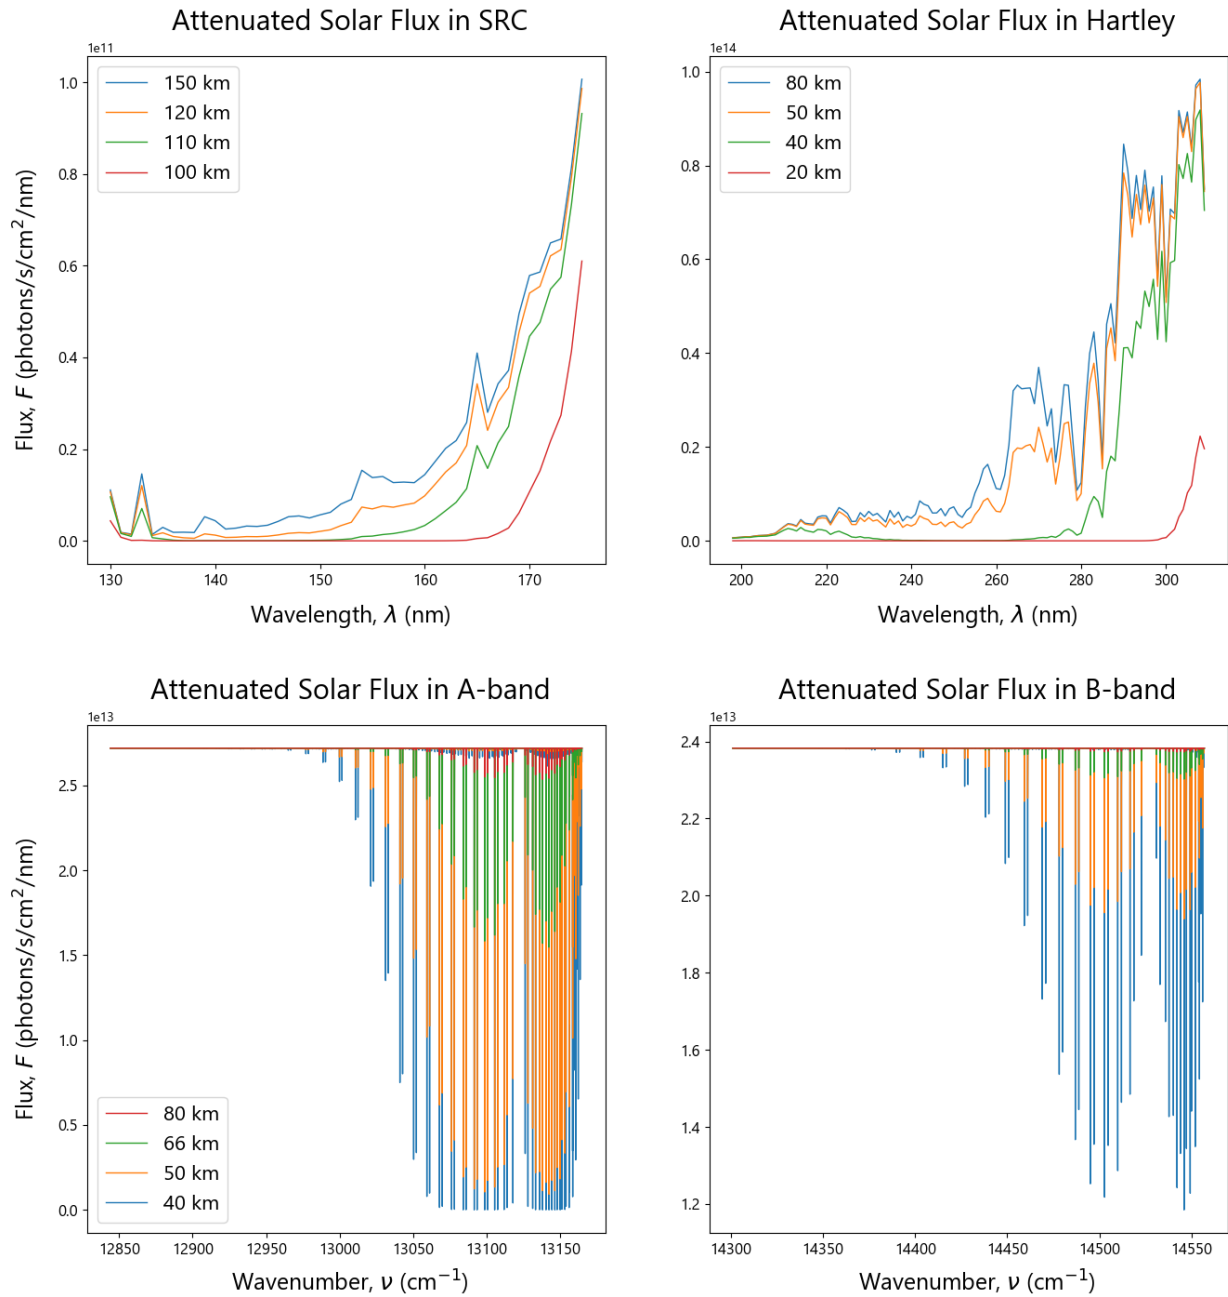 Attenuated Solar Flux in SRC
1e11
1.0
0.8
0.6
0.4
0.2
0.0
150 km
120 km
110 km
100 km
130
140
150
160
170
Flux, F (photons/s/cm²/nm)
Wavelength, λ (nm)
Attenuated Solar Flux in Hartley
1e14
1.0
0.8
0.6
0.4
0.2
0.0
80 km
50 km
40 km
20 km
200
220
240
260
280
300
Wavelength, λ (nm)
Attenuated Solar Flux in A-band
1e13
2.5
2.0
1.5
1.0
0.5
0.0
80 km
66 km
50 km
40 km
12850
12900
12950
13000
13050
13100
13150
Flux, F (photons/s/cm²/nm)
Wavenumber, ν (cm⁻¹)
Attenuated Solar Flux in B-band
1e13
2.4
2.2
2.0
1.8
1.6
1.4
1.2
14300
14350
14400
14450
14500
14550
Wavenumber, ν (cm⁻¹)